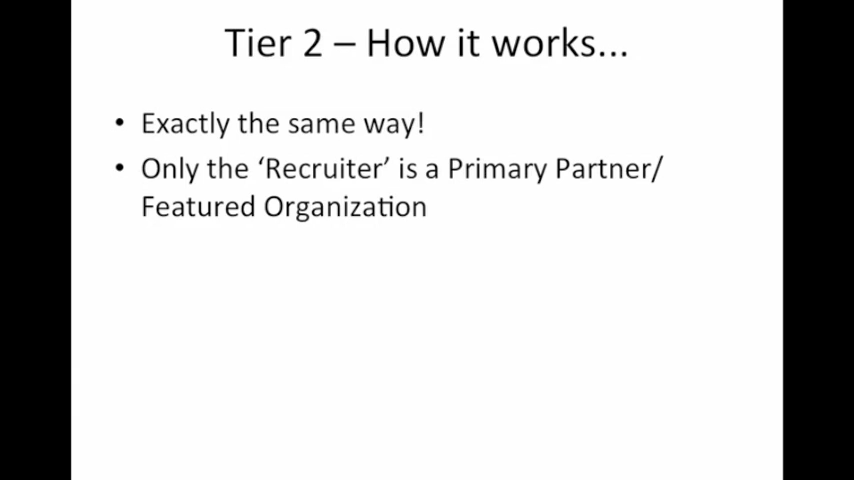 Tier 2 – How it works...
• Exactly the same way!
• Only the ‘Recruiter’ is a Primary Partner/
Featured Organization